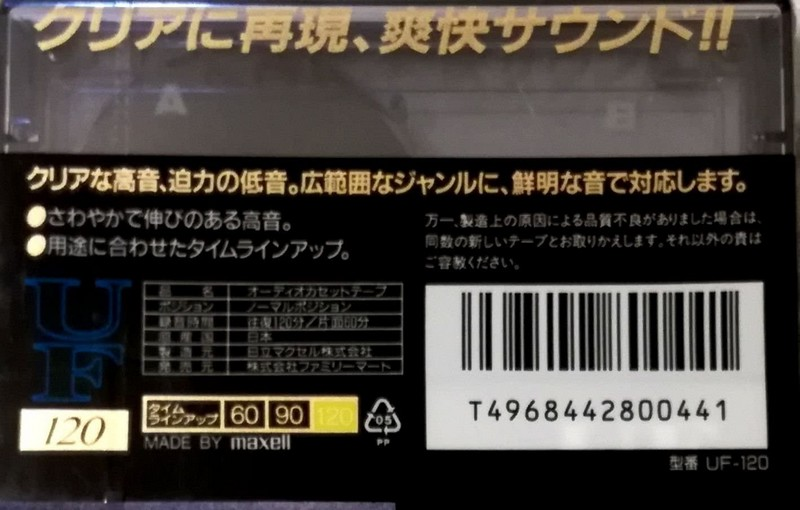 クリアに再現、爽快サウンド!!
A
B
クリアな高音、迫力の低音。広範囲なジャンルに、鮮明な音で対応します。
●さわやかで伸びのある高音。
●用途に合わせたタイムラインアップ。
万一、製造上の原因による品質不良がありました場合は、
同数の新しいテープとお取りかえします。それ以外の責は
ご容赦ください。
UF
品名 オーディオカセットテープ
ポジション ノーマルポジション
録音時間 往復120分/片面60分
原産国 日本
製造元 日立マクセル株式会社
発売元 株式会社ファミリーマート
120
タイムラインアップ 60 90 120
05
PP
MADE BY maxell
T4968442800441
型番 UF-120